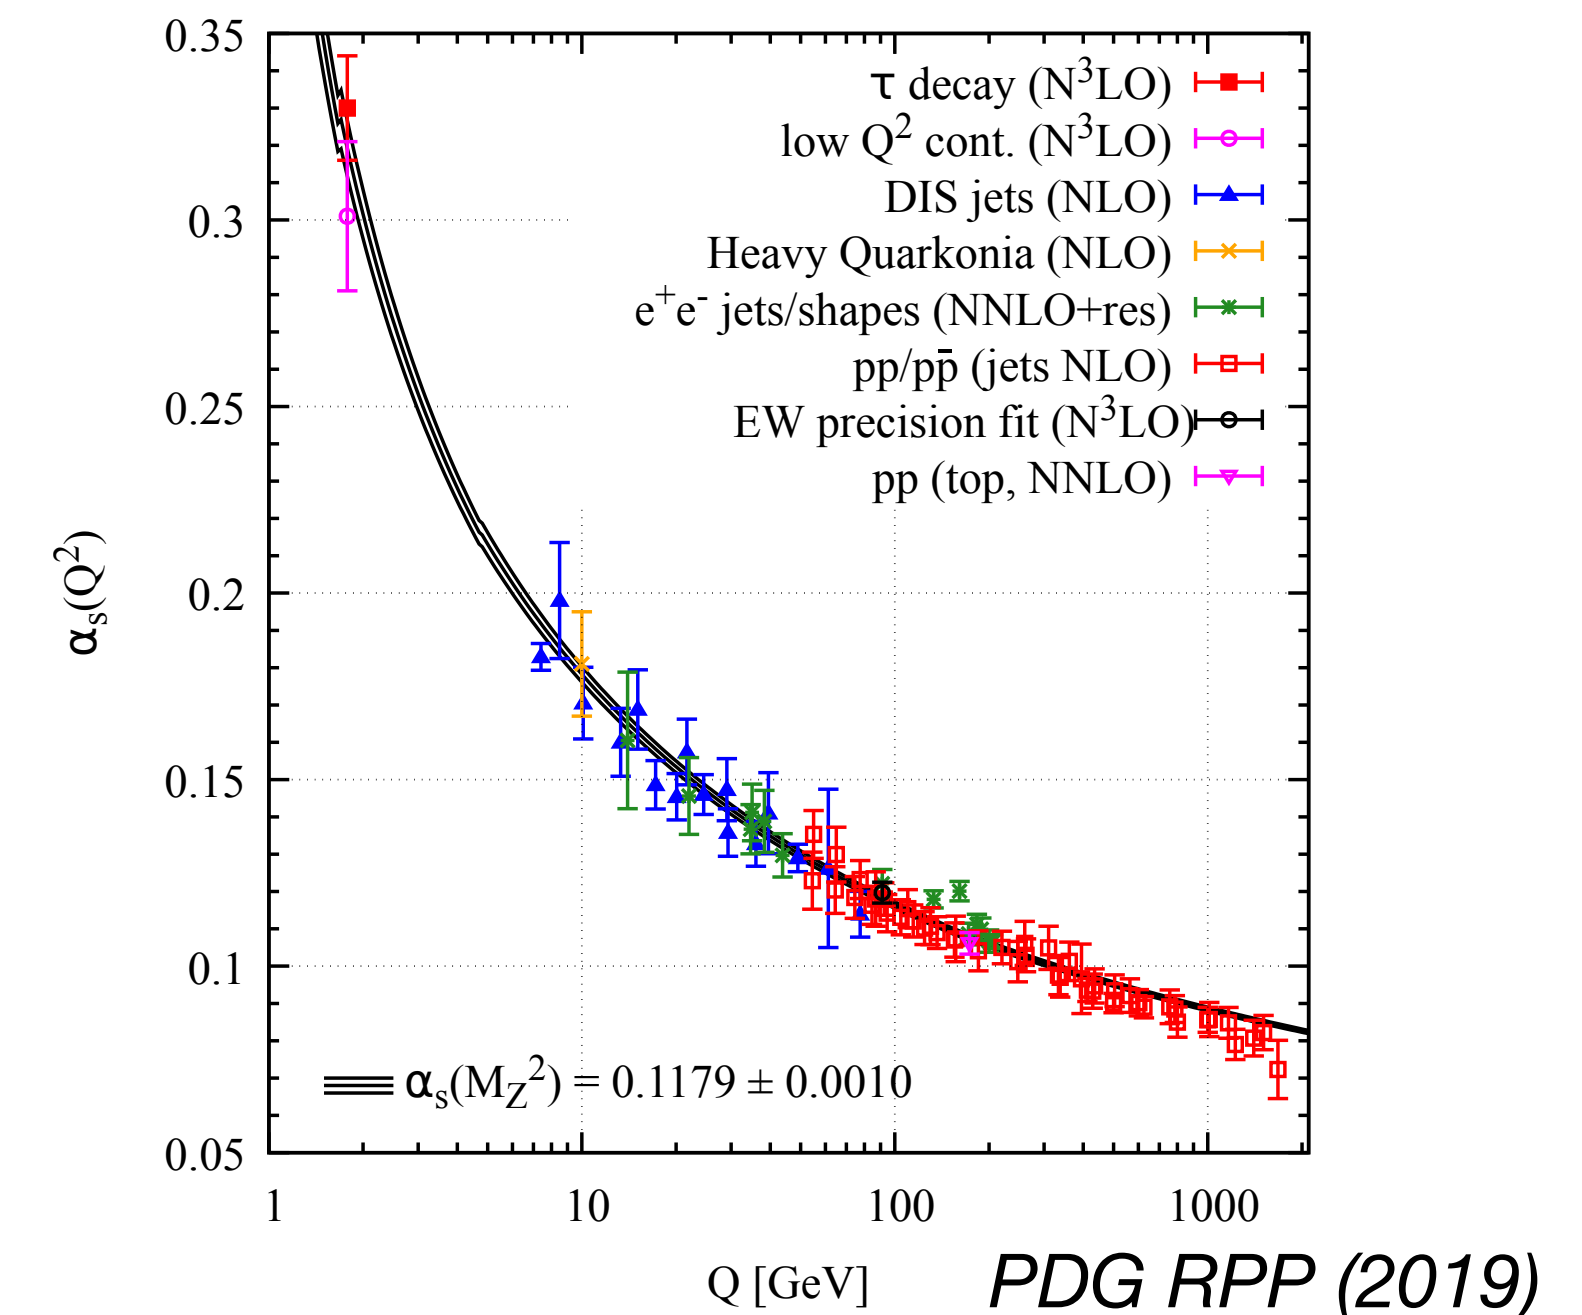 0.35
τ decay (N³LO)
low Q² cont. (N³LO)
DIS jets (NLO)
0.3
Heavy Quarkonia (NLO)
e⁺e⁻ jets/shapes (NNLO+res)
pp/pp̄ (jets NLO)
0.25
EW precision fit (N³LO)
pp (top, NNLO)
αₛ(Q²)
0.2
0.15
0.1
αₛ(M_Z²) = 0.1179 ± 0.0010
0.05
1 10 100 1000
Q [GeV]
PDG RPP (2019)